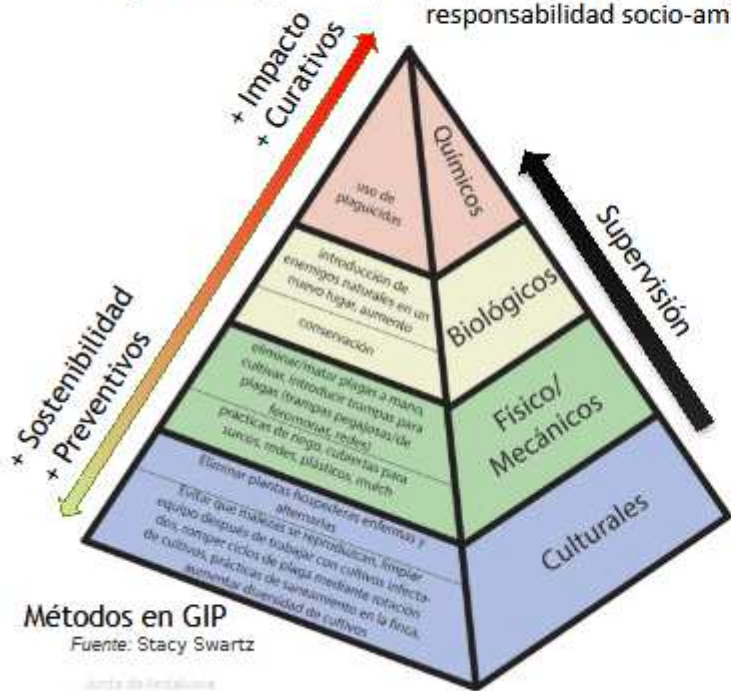 responsabilidad socio-am
+ Impacto
+ Curativos
Químicos
uso de
plaguicidas
Supervisión
introducción de
enemigos naturales en un
nuevo lugar, aumento
conservación
Biológicos
+ Sostenibilidad
+ Preventivos
eliminar/matar plagas a mano,
cultivar, introducir trampas para
plagas (trampas pegajosas/de
feromonas, redes)
prácticas de riego, cubiertas para
surcos, redes, plásticos, mulch
Físico/
Mecánicos
Eliminar plantas hospederas enfermas y
alternarlas
Evitar que malezas se reproduzcan, limpiar
equipo después de trabajar con cultivos infecta-
dos, romper ciclos de plaga mediante rotación
de cultivos, prácticas de saneamiento en la finca,
aumentar diversidad de cultivos
Culturales
Métodos en GIP
Fuente: Stacy Swartz
Junta de Andalucía